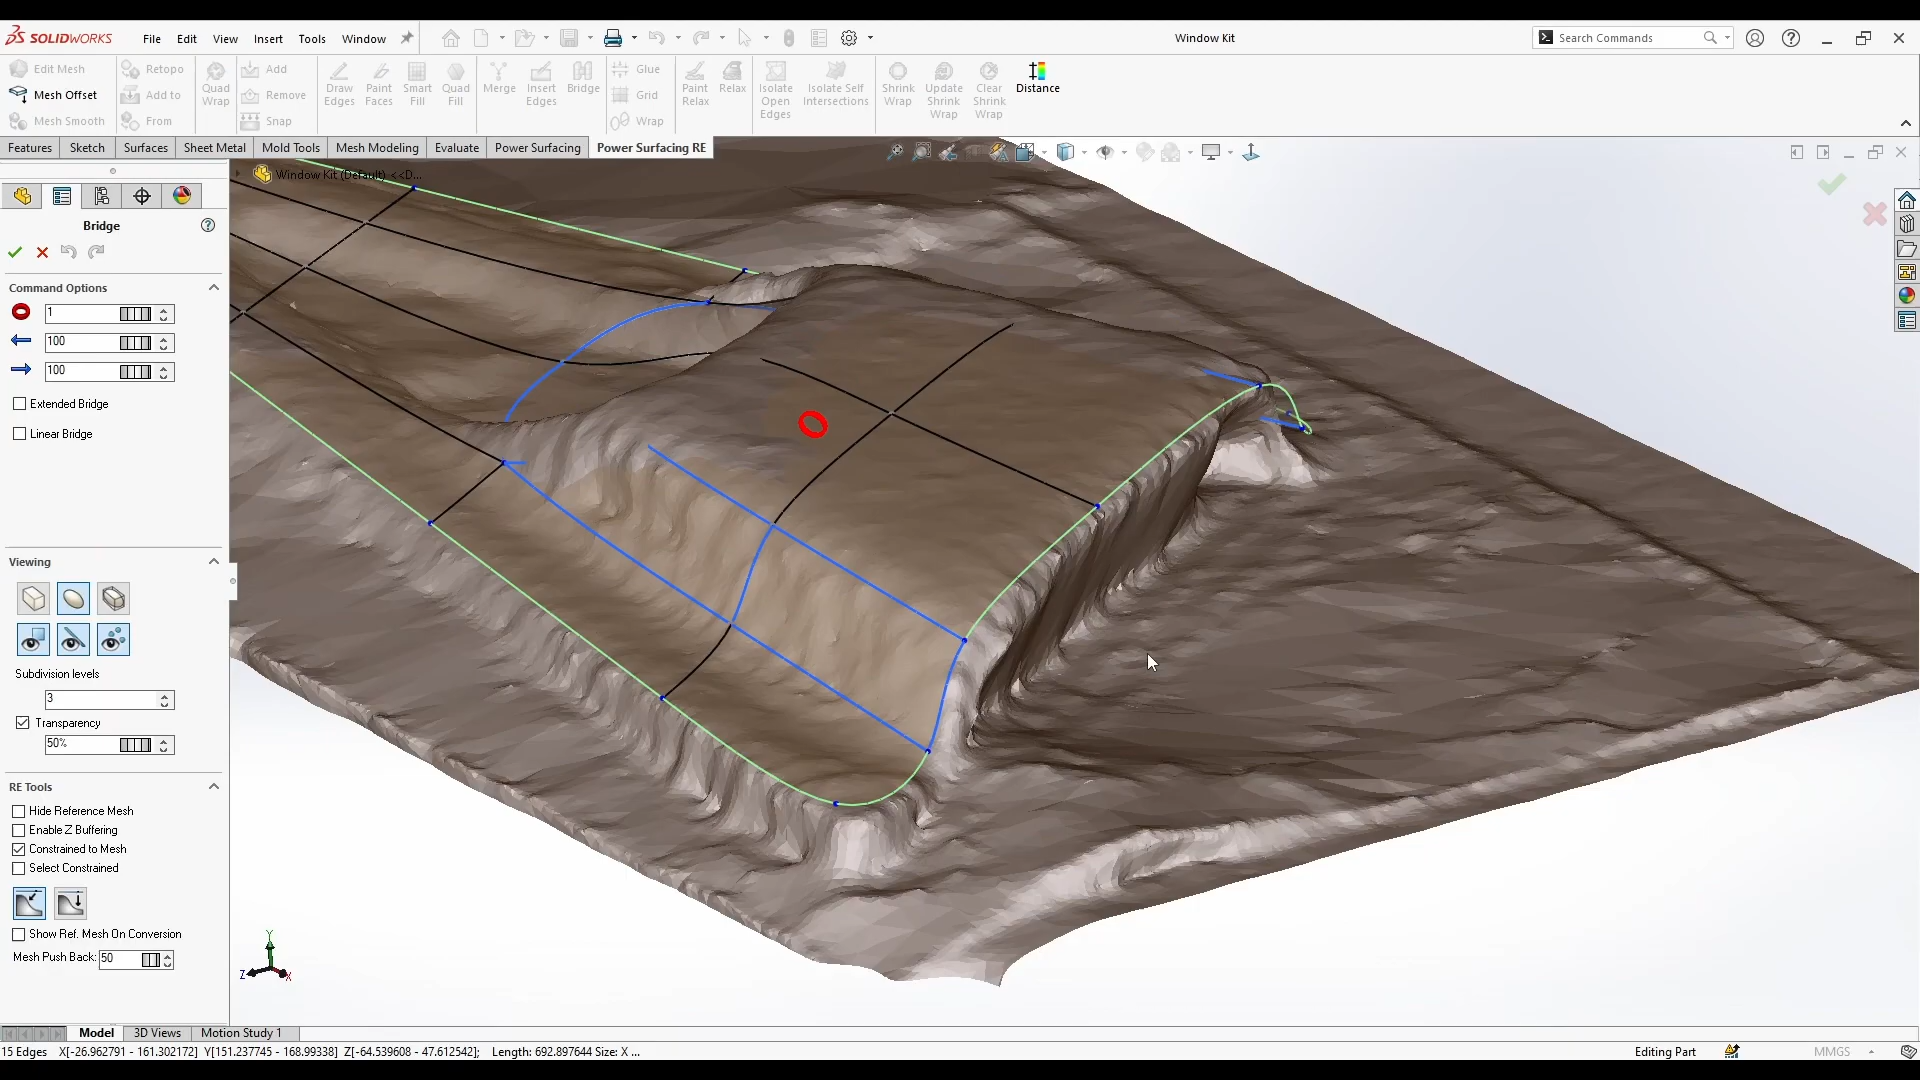 SOLIDWORKS File Edit View Insert Tools Window Window Kit Search Commands
Edit Mesh Mesh Offset Mesh Smooth
Retopo Add to From
Quad Wrap
Add Remove Snap
Draw Edges Paint Faces Smart Fill Quad Fill
Merge Insert Edges Bridge
Glue Grid Wrap
Paint Relax Relax
Isolate Open Edges Isolate Self Intersections
Shrink Wrap Update Shrink Wrap Clear Shrink Wrap
Distance
Features Sketch Surfaces Sheet Metal Mold Tools Mesh Modeling Evaluate Power Surfacing Power Surfacing RE
Window Kit (Default) <<D...
Bridge
Command Options
1
100
100
Extended Bridge
Linear Bridge
Viewing
Subdivision levels
3
Transparency
50%
RE Tools
Hide Reference Mesh
Enable Z Buffering
Constrained to Mesh
Select Constrained
Show Ref. Mesh On Conversion
Mesh Push Back: 50
Y
Z X
Model 3D Views Motion Study 1
15 Edges X[-26.962791 - 161.302172] Y[151.237745 - 168.99338] Z[-64.539608 - 47.612542]; Length: 692.897644 Size: X ... Editing Part MMGS